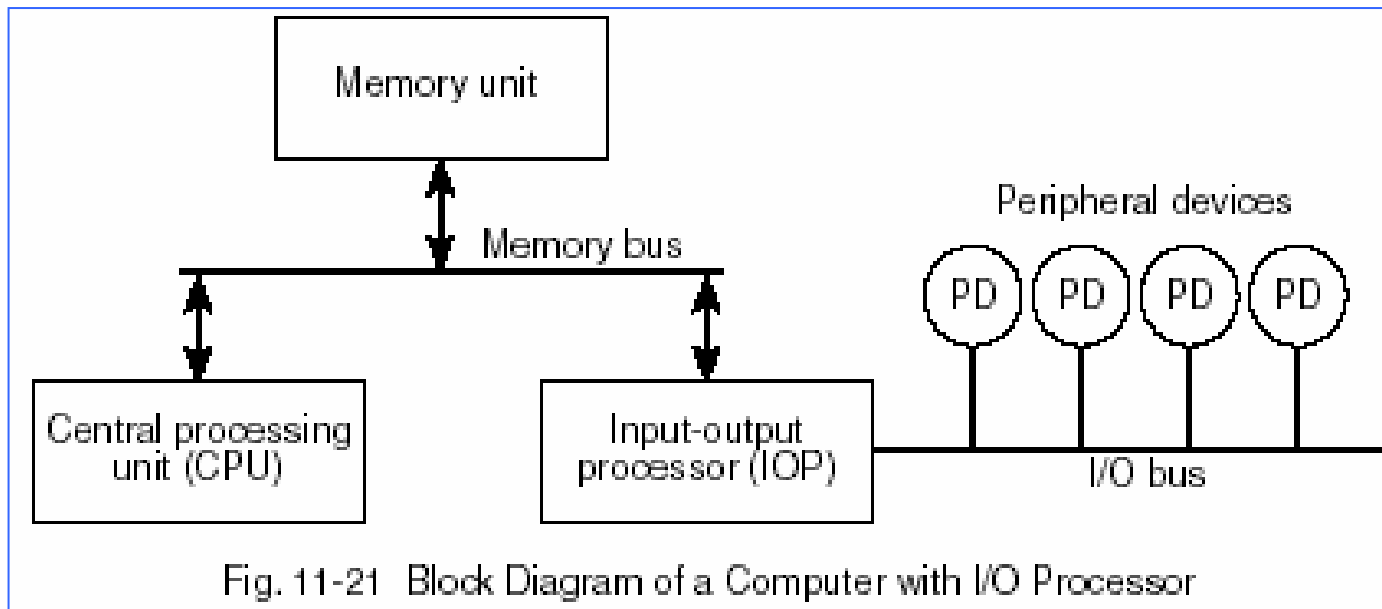 Memory unit
Peripheral devices
Memory bus
PD PD PD PD
Central processing
unit (CPU)
Input-output
processor (IOP)
I/O bus
Fig. 11-21 Block Diagram of a Computer with I/O Processor